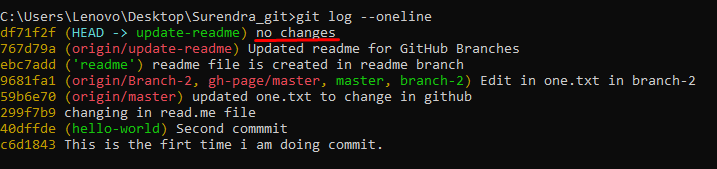 C:\Users\Lenovo\Desktop\Surendra_git>git log --oneline
df71f2f (HEAD -> update-readme) no changes
767d79a (origin/update-readme) Updated readme for GitHub Branches
ebc7add ('readme') readme file is created in readme branch
9681fa1 (origin/Branch-2, gh-page/master, master, branch-2) Edit in one.txt in branch-2
59b6e70 (origin/master) updated one.txt to change in github
299f7b9 changing in read.me file
40dffde (hello-world) Second commmit
c6d1843 This is the firt time i am doing commit.